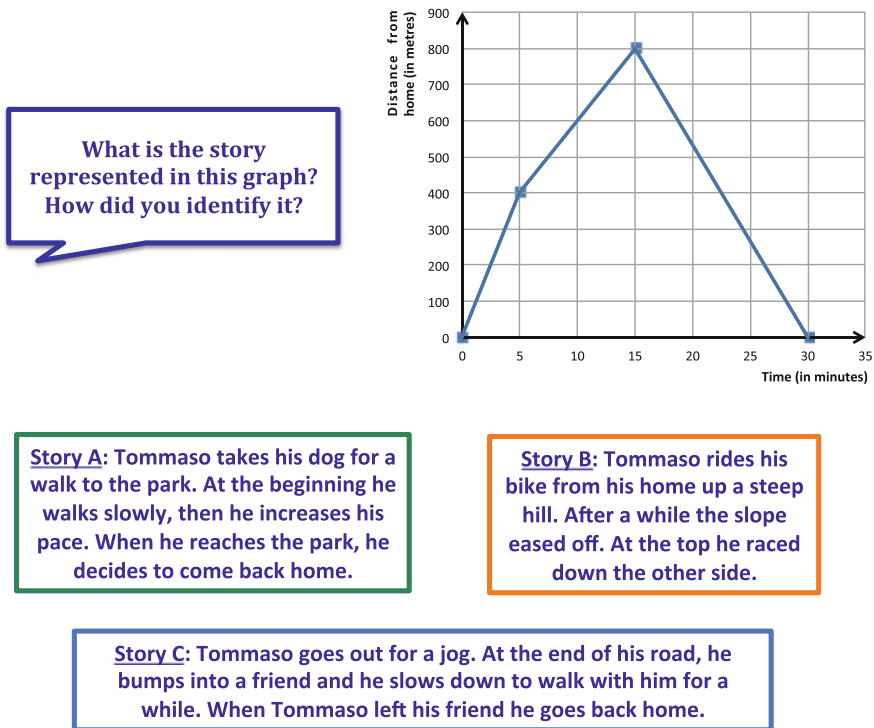 What is the story
represented in this graph?
How did you identify it?
Distance from
home (in metres)
900
800
700
600
500
400
300
200
100
0
0 5 10 15 20 25 30 35
Time (in minutes)
Story A: Tommaso takes his dog for a
walk to the park. At the beginning he
walks slowly, then he increases his
pace. When he reaches the park, he
decides to come back home.
Story B: Tommaso rides his
bike from his home up a steep
hill. After a while the slope
eased off. At the top he raced
down the other side.
Story C: Tommaso goes out for a jog. At the end of his road, he
bumps into a friend and he slows down to walk with him for a
while. When Tommaso left his friend he goes back home.